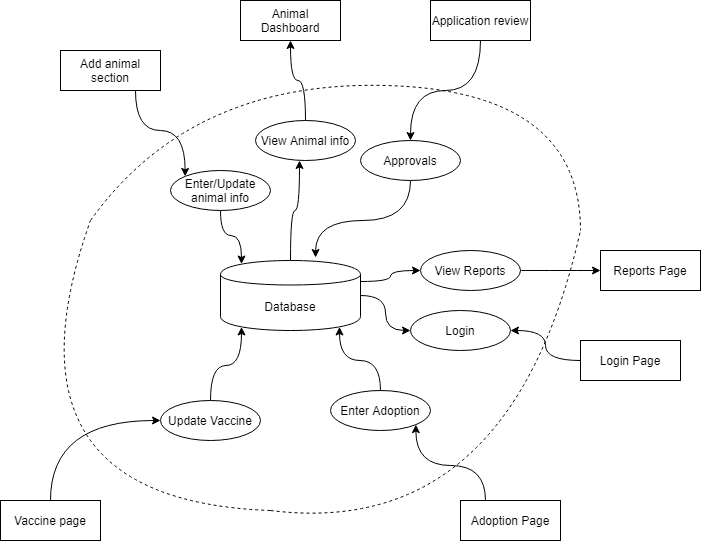 Animal
Dashboard
Application review
Add animal
section
View Animal info
Approvals
Enter/Update
animal info
View Reports
Reports Page
Database
Login
Login Page
Update Vaccine
Enter Adoption
Vaccine page
Adoption Page